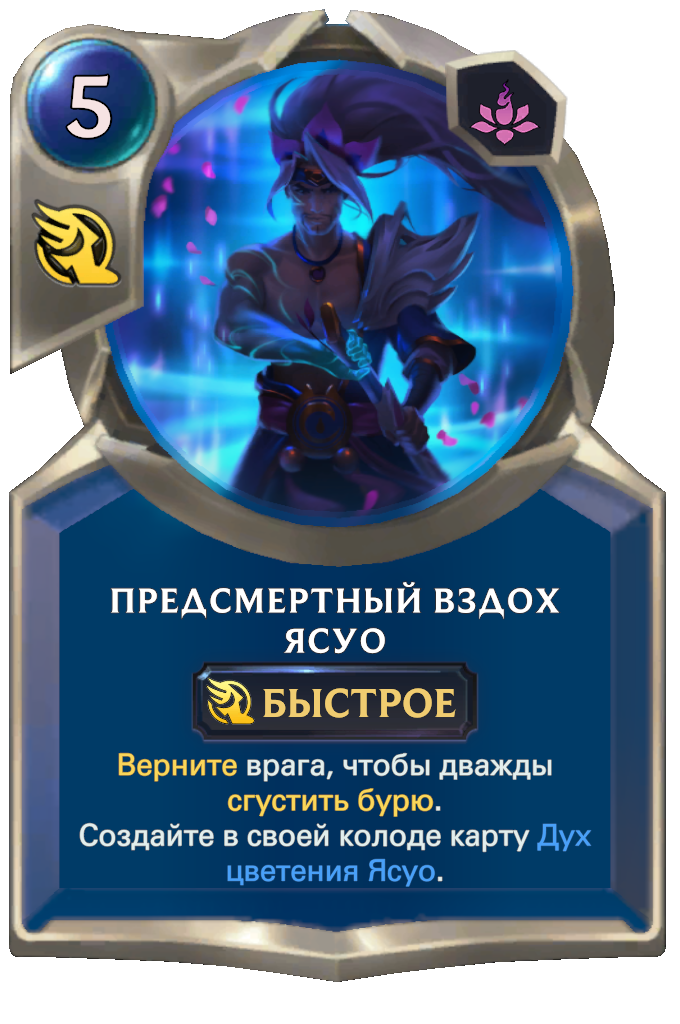 5
ПРЕДСМЕРТНЫЙ ВЗДОХ
ЯСУО
БЫСТРОЕ
Верните врага, чтобы дважды
сгустить бурю.
Создайте в своей колоде карту Дух
цветения Ясуо.